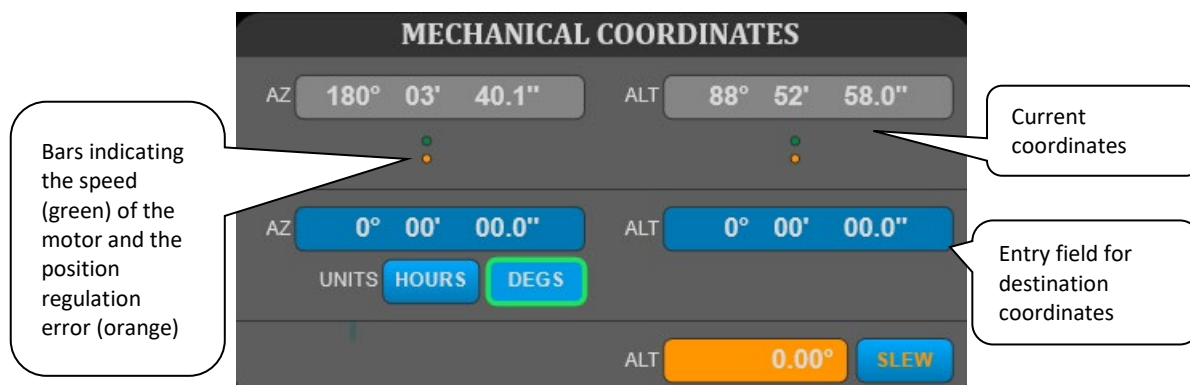 MECHANICAL COORDINATES
AZ 180° 03' 40.1" ALT 88° 52' 58.0"
Bars indicating
the speed
(green) of the
motor and the
position
regulation
error (orange)
Current
coordinates
AZ 0° 00' 00.0" ALT 0° 00' 00.0"
UNITS HOURS DEGS
Entry field for
destination
coordinates
ALT 0.00° SLEW